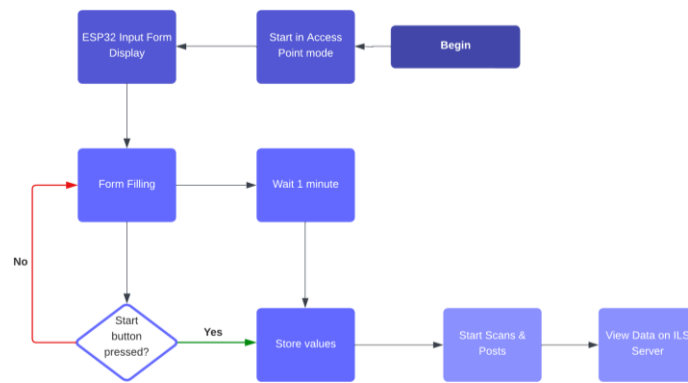 ESP32 Input Form
Display
Start in Access
Point mode
Begin
Form Filling
Wait 1 minute
No
Start
button
pressed?
Yes
Store values
Start Scans &
Posts
View Data on ILS
Server